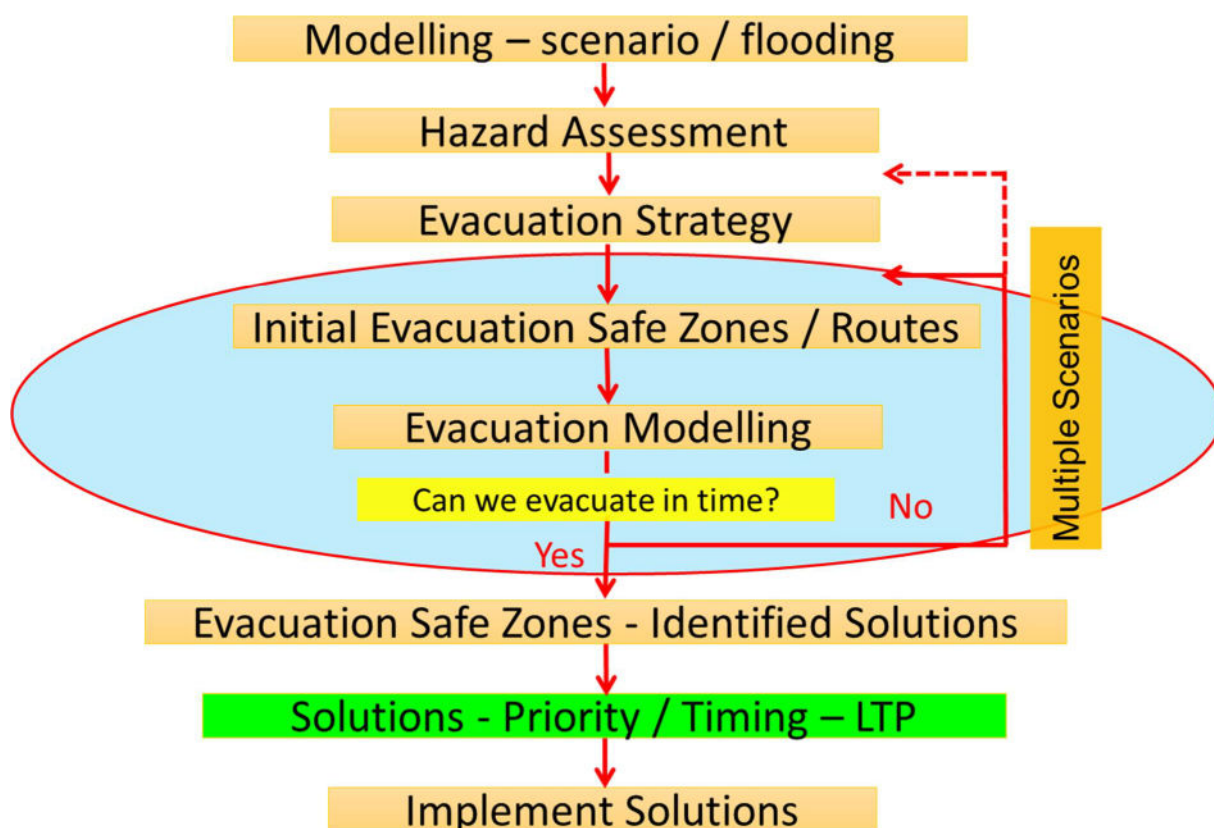 Modelling – scenario / flooding
Hazard Assessment
Evacuation Strategy
Initial Evacuation Safe Zones / Routes
Evacuation Modelling
Can we evacuate in time?
No
Yes
Multiple Scenarios
Evacuation Safe Zones - Identified Solutions
Solutions - Priority / Timing – LTP
Implement Solutions